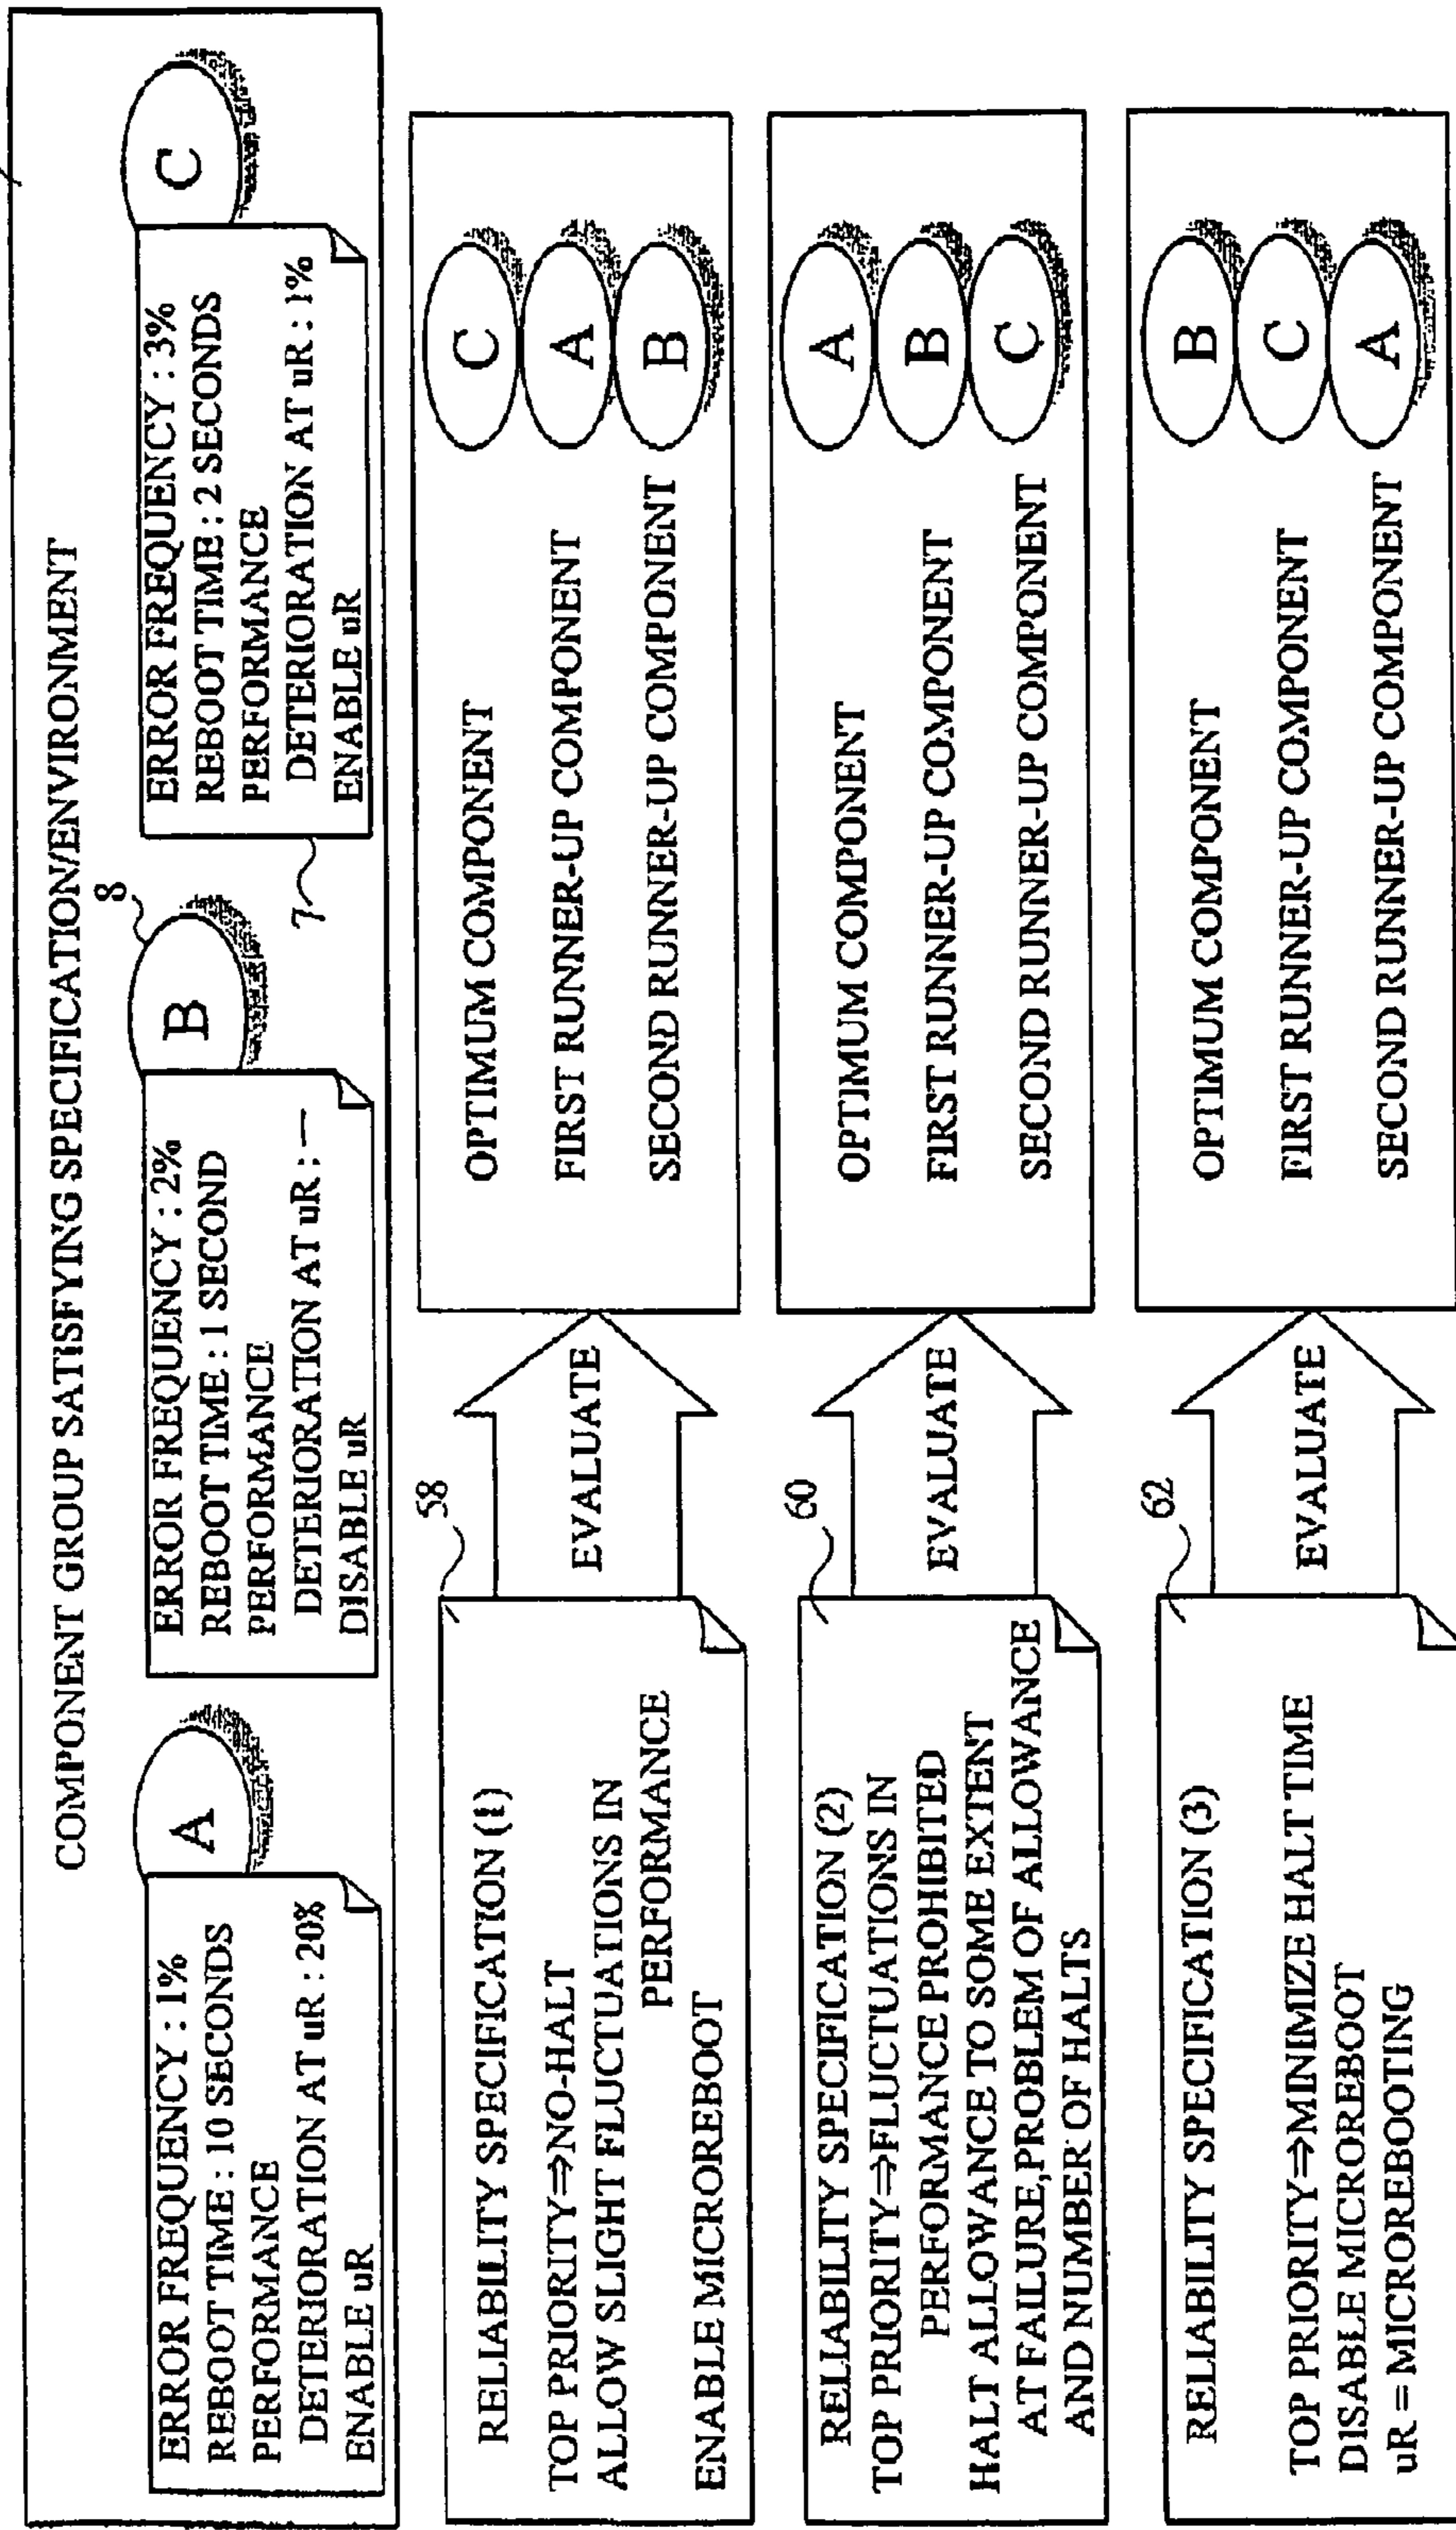 COMPONENT GROUP SATISFYING SPECIFICATION/ENVIRONMENT
ERROR FREQUENCY : 1%
REBOOT TIME : 10 SECONDS
PERFORMANCE
DETERIORATION AT uR : 20%
ENABLE uR
A
ERROR FREQUENCY : 2%
REBOOT TIME : 1 SECOND
PERFORMANCE
DETERIORATION AT uR : —
DISABLE uR
B
8
ERROR FREQUENCY : 3%
REBOOT TIME : 2 SECONDS
PERFORMANCE
DETERIORATION AT uR : 1%
ENABLE uR
C
7
58
RELIABILITY SPECIFICATION (1)
TOP PRIORITY⇒NO-HALT
ALLOW SLIGHT FLUCTUATIONS IN
PERFORMANCE
ENABLE MICROREBOOT
EVALUATE
OPTIMUM COMPONENT
C
FIRST RUNNER-UP COMPONENT
A
SECOND RUNNER-UP COMPONENT
B
60
RELIABILITY SPECIFICATION (2)
TOP PRIORITY⇒FLUCTUATIONS IN
PERFORMANCE PROHIBITED
HALT ALLOWANCE TO SOME EXTENT
AT FAILURE,PROBLEM OF ALLOWANCE
AND NUMBER OF HALTS
EVALUATE
OPTIMUM COMPONENT
A
FIRST RUNNER-UP COMPONENT
B
SECOND RUNNER-UP COMPONENT
C
62
RELIABILITY SPECIFICATION (3)
TOP PRIORITY⇒MINIMIZE HALT TIME
DISABLE MICROREBOOT
uR = MICROREBOOTING
EVALUATE
OPTIMUM COMPONENT
B
FIRST RUNNER-UP COMPONENT
C
SECOND RUNNER-UP COMPONENT
A